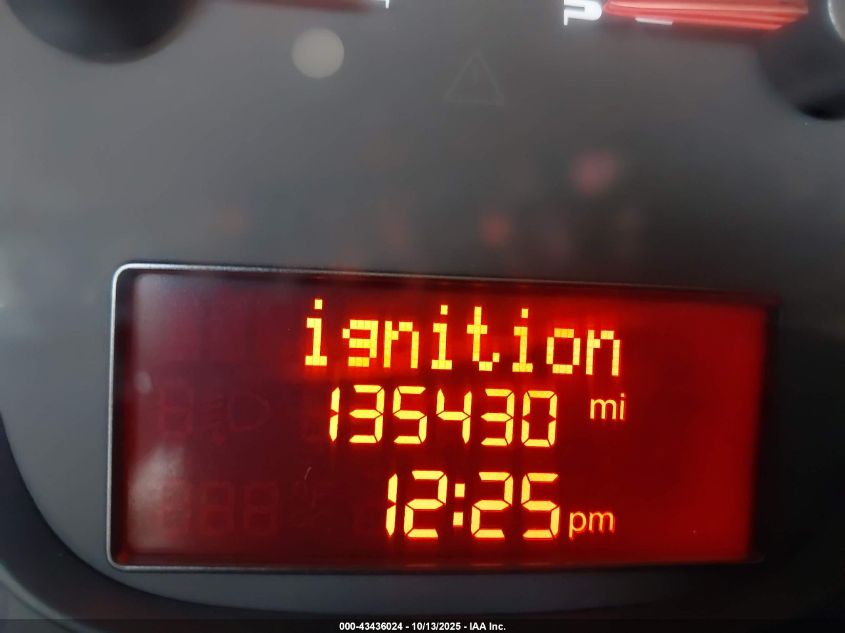 P
ignition
135430 mi
12:25 pm
000-43436024 - 10/13/2025 - IAA Inc.